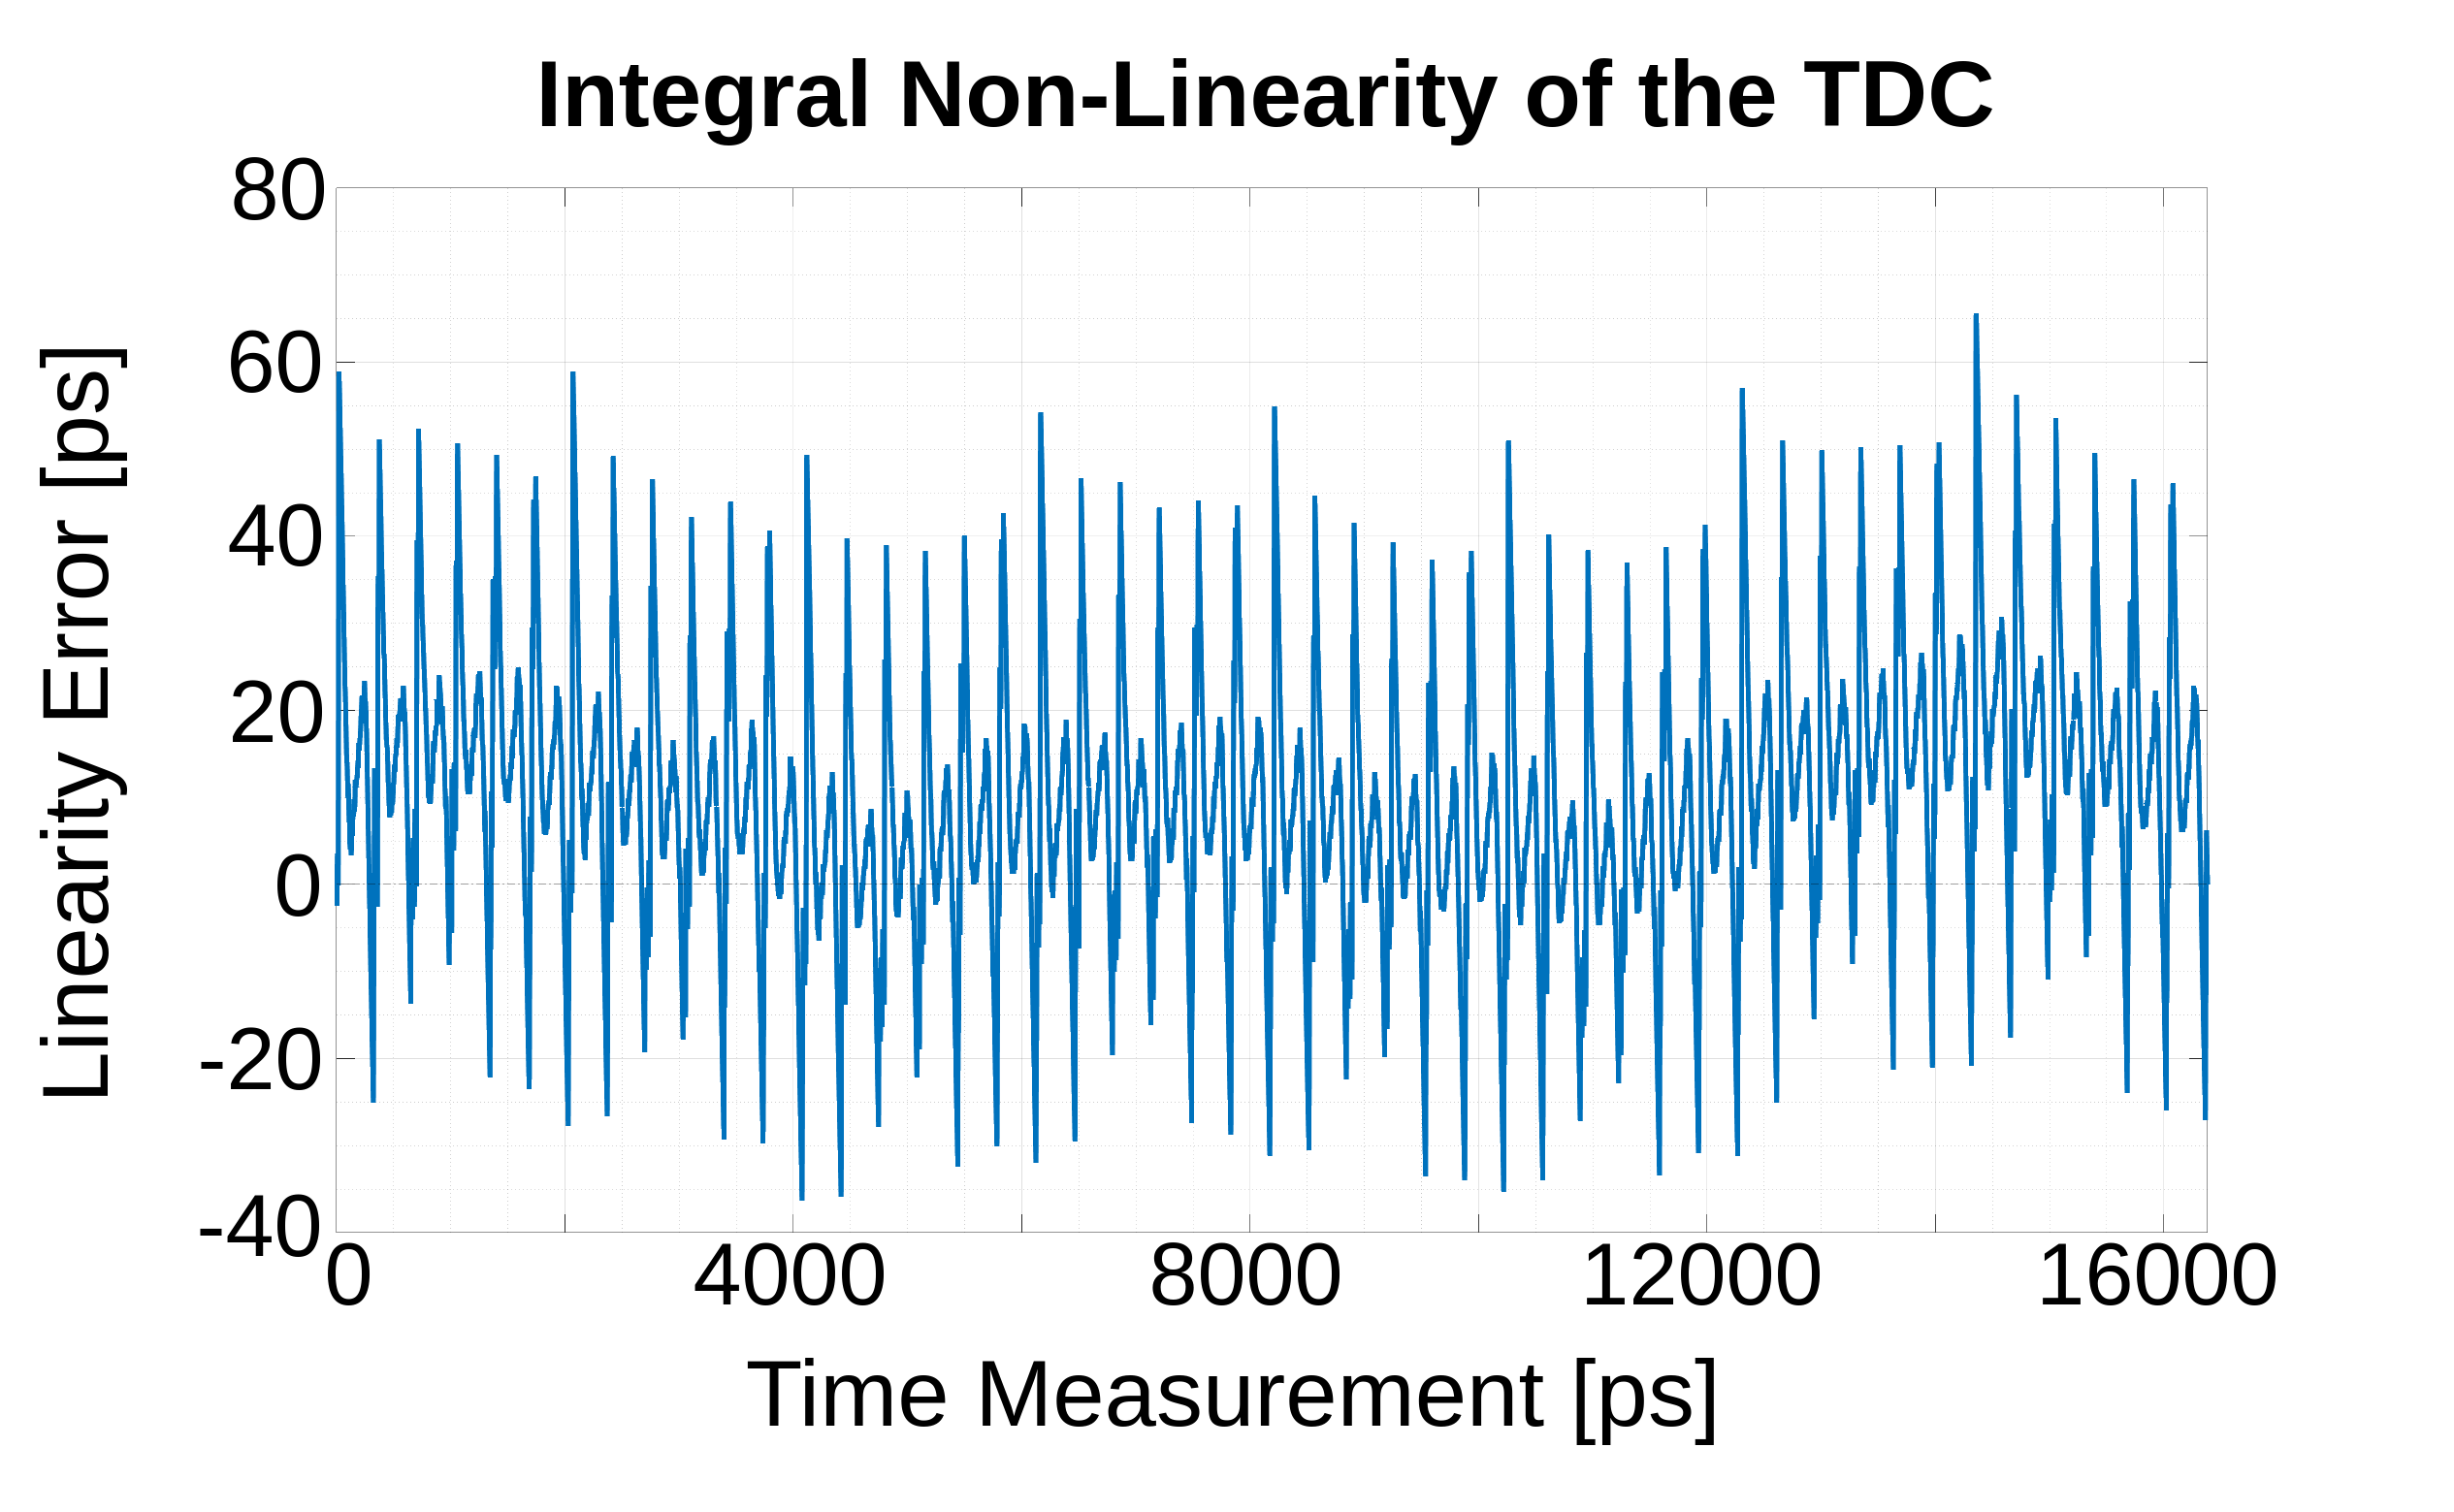 Integral Non-Linearity of the TDC
80
60
40
20
0
-20
-40
Linearity Error [ps]
0 4000 8000 12000 16000
Time Measurement [ps]